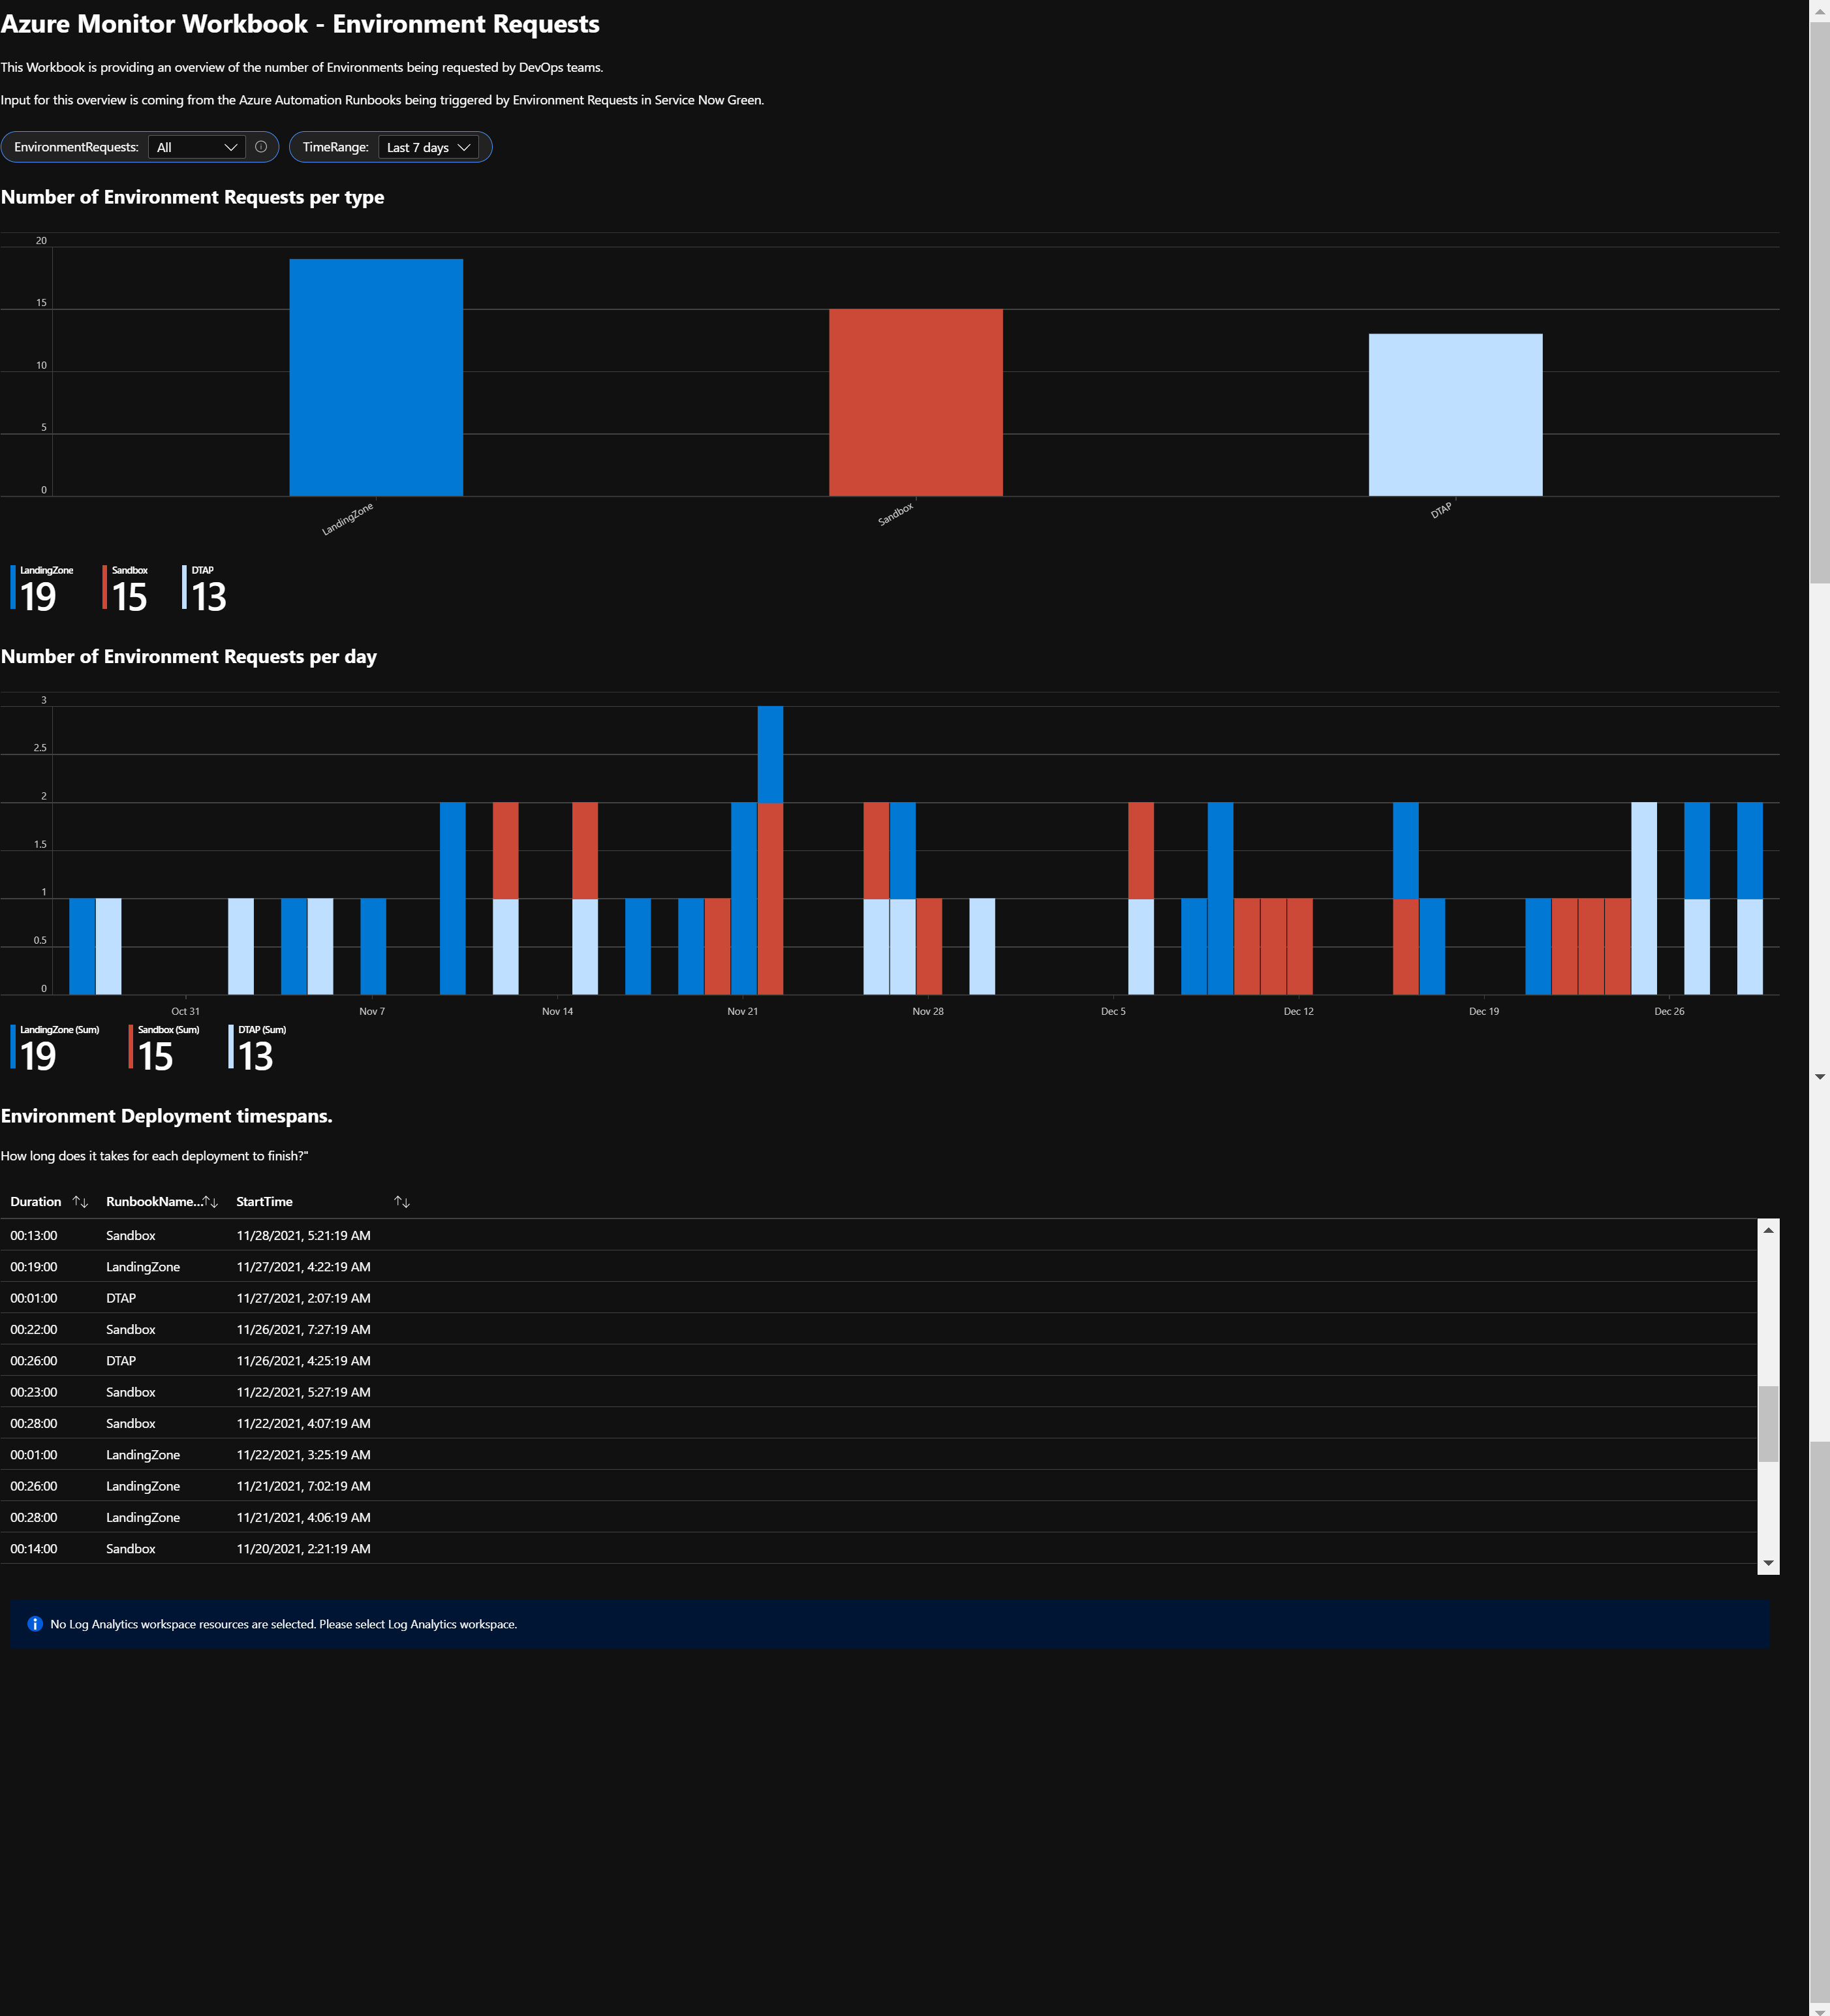 Azure Monitor Workbook - Environment Requests
This Workbook is providing an overview of the number of Environments being requested by DevOps teams.
Input for this overview is coming from the Azure Automation Runbooks being triggered by Environment Requests in Service Now Green.
EnvironmentRequests: All TimeRange: Last 7 days
Number of Environment Requests per type
20
15
10
5
0
LandingZone Sandbox DTAP
LandingZone Sandbox DTAP
19 15 13
Number of Environment Requests per day
3
2.5
2
1.5
1
0.5
0
Oct 31 Nov 7 Nov 14 Nov 21 Nov 28 Dec 5 Dec 12 Dec 19 Dec 26
LandingZone (Sum) Sandbox (Sum) DTAP (Sum)
19 15 13
Environment Deployment timespans.
How long does it takes for each deployment to finish?"
Duration RunbookName... StartTime
00:13:00 Sandbox 11/28/2021, 5:21:19 AM
00:19:00 LandingZone 11/27/2021, 4:22:19 AM
00:01:00 DTAP 11/27/2021, 2:07:19 AM
00:22:00 Sandbox 11/26/2021, 7:27:19 AM
00:26:00 DTAP 11/26/2021, 4:25:19 AM
00:23:00 Sandbox 11/22/2021, 5:27:19 AM
00:28:00 Sandbox 11/22/2021, 4:07:19 AM
00:01:00 LandingZone 11/22/2021, 3:25:19 AM
00:26:00 LandingZone 11/21/2021, 7:02:19 AM
00:28:00 LandingZone 11/21/2021, 4:06:19 AM
00:14:00 Sandbox 11/20/2021, 2:21:19 AM
No Log Analytics workspace resources are selected. Please select Log Analytics workspace.